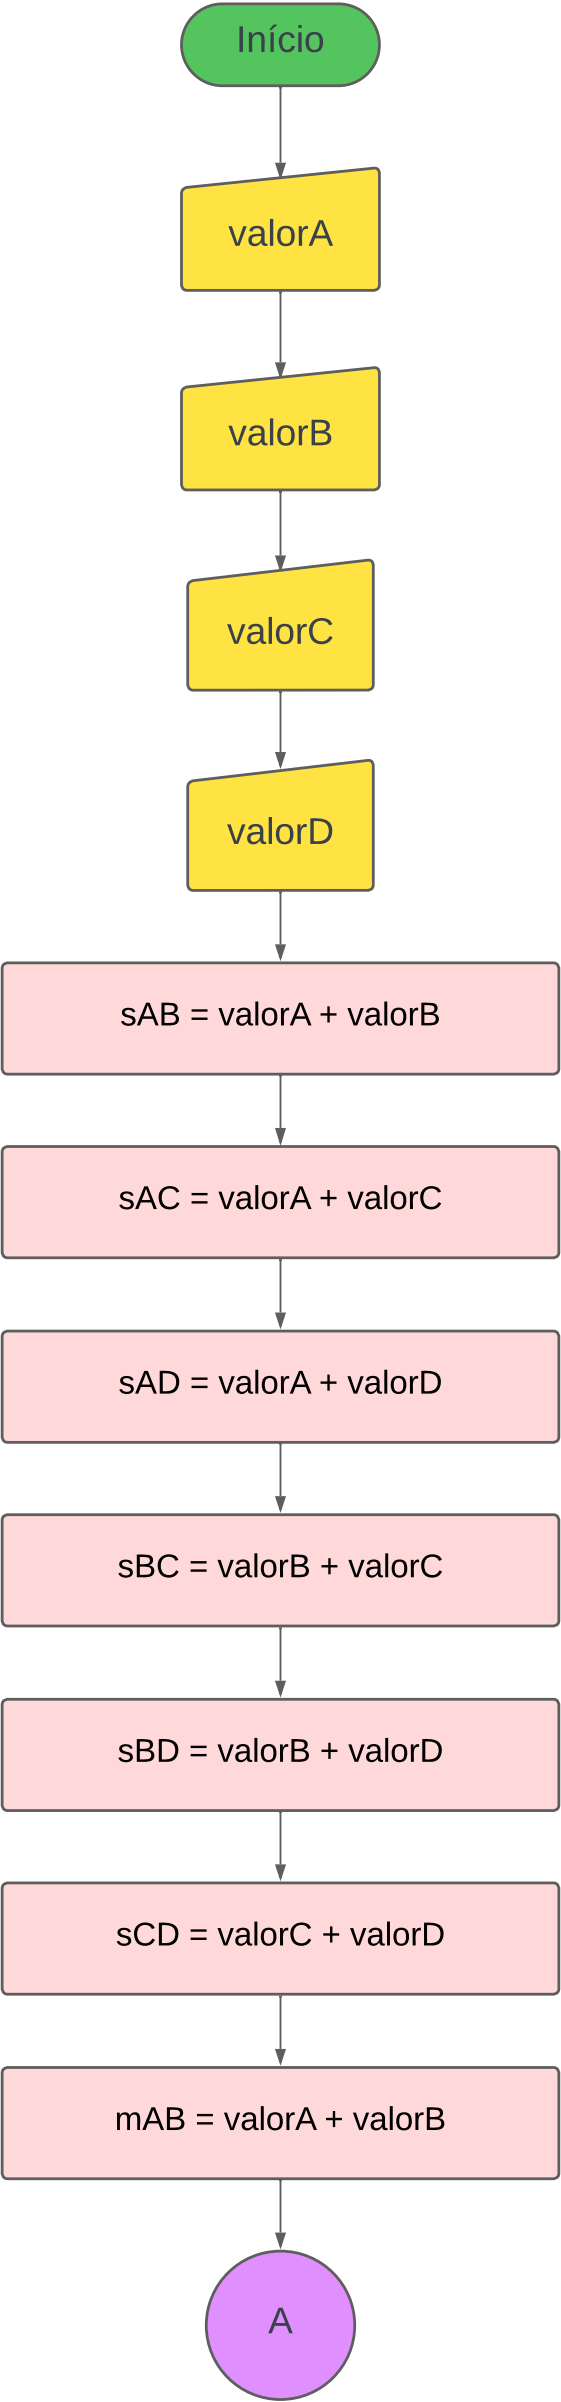 Início
valorA
valorB
valorC
valorD
sAB = valorA + valorB
sAC = valorA + valorC
sAD = valorA + valorD
sBC = valorB + valorC
sBD = valorB + valorD
sCD = valorC + valorD
mAB = valorA + valorB
A